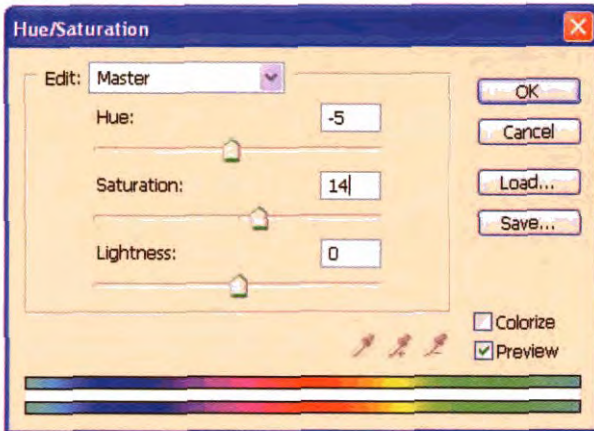 Hue/Saturation
Edit: Master
Hue: -5
Saturation: 14
Lightness: 0
OK
Cancel
Load...
Save...
Colorize
Preview